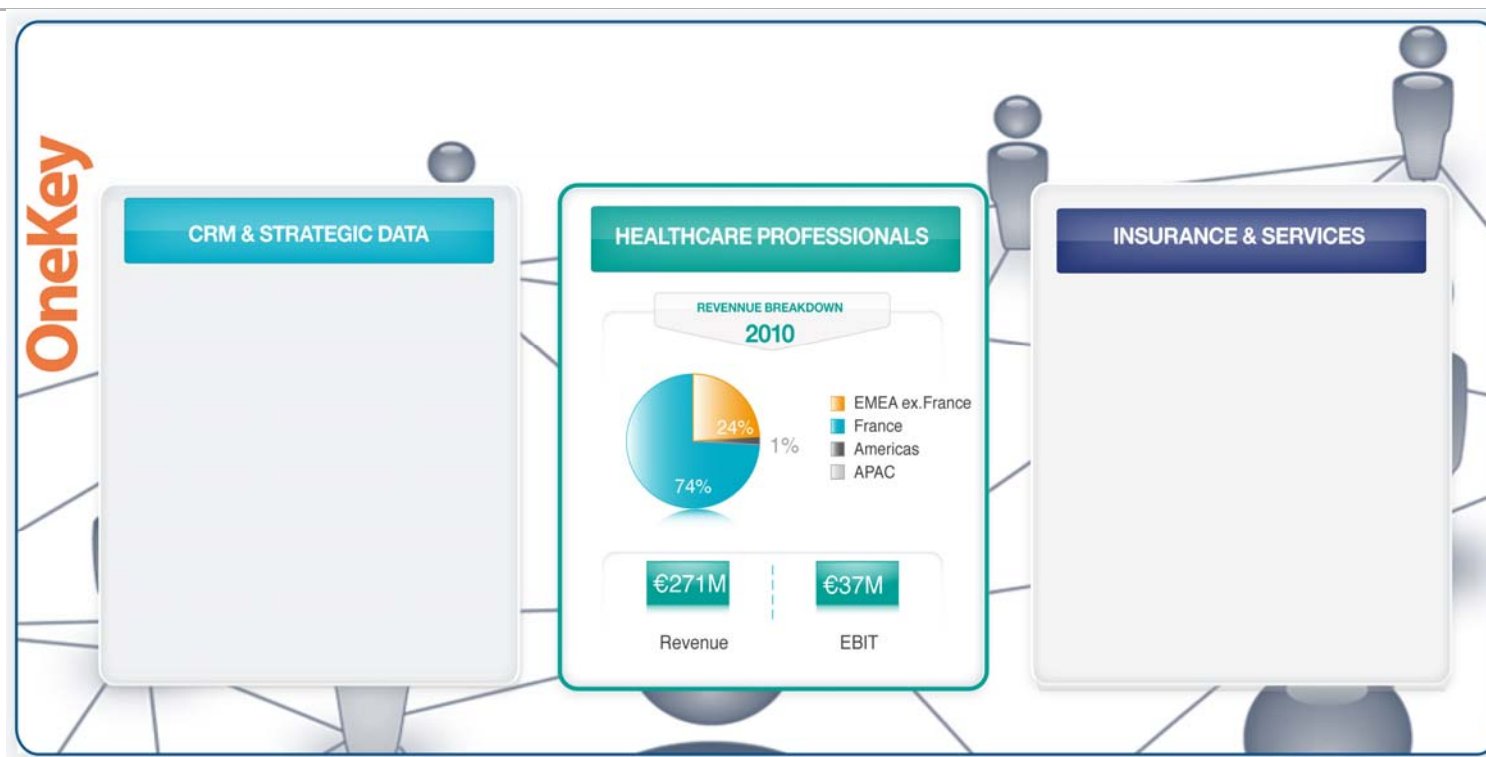 OneKey
CRM & STRATEGIC DATA
HEALTHCARE PROFESSIONALS
REVENNUE BREAKDOWN
2010
24%
1%
74%
EMEA ex.France
France
Americas
APAC
€271M
Revenue
€37M
EBIT
INSURANCE & SERVICES